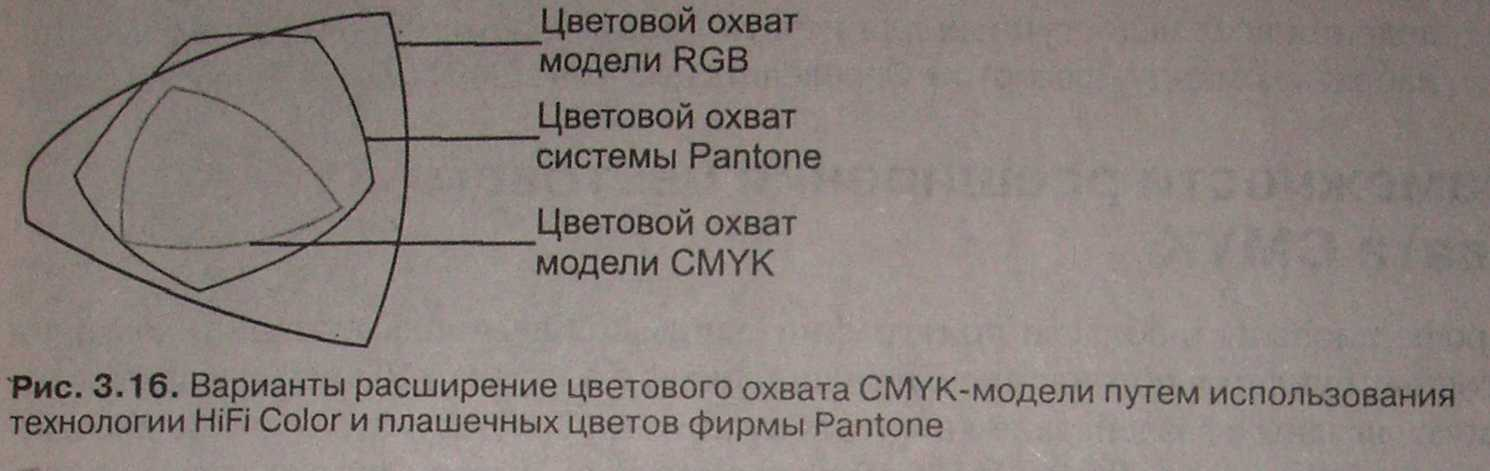 Цветовой охват
модели RGB
Цветовой охват
системы Pantone
Цветовой охват
модели CMYK
Рис. 3.16. Варианты расширение цветового охвата CMYK-модели путем использования
технологии HiFi Color и плашечных цветов фирмы Pantone